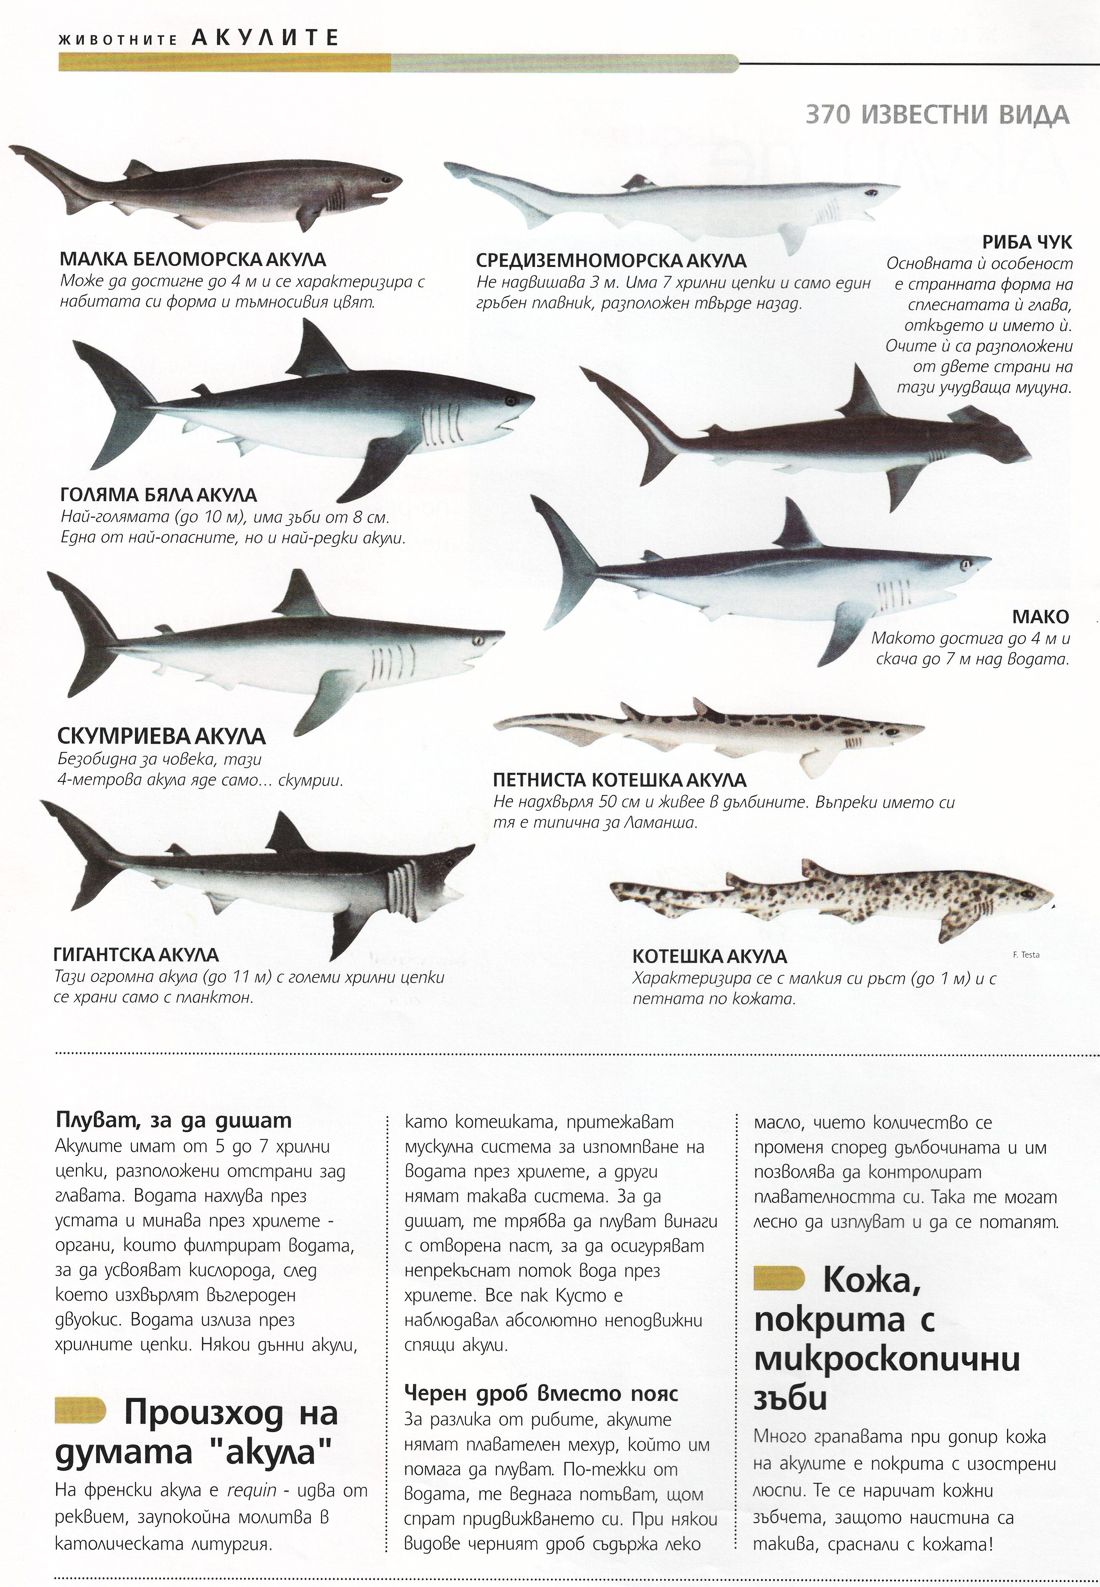 ЖИВОТНИТЕ АКУЛИТЕ
370 ИЗВЕСТНИ ВИДА
МАЛКА БЕЛОМОРСКА АКУЛА
Може да достигне до 4 м и се характеризира с
набитата си форма и тъмносивия цвят.
СРЕДИЗЕМНОМОРСКА АКУЛА
Не надвишава 3 м. Има 7 хрилни цепки и само един
гръбен плавник, разположен твърде назад.
РИБА ЧУК
Основната ѝ особеност
е странната форма на
сплеснатата ѝ глава,
откъдето и името ѝ.
Очите ѝ са разположени
от двете страни на
тази учудваща муцуна.
ГОЛЯМА БЯЛА АКУЛА
Най-голямата (до 10 м), има зъби от 8 см.
Една от най-опасните, но и най-редки акули.
МАКО
Макото достига до 4 м и
скача до 7 м над водата.
СКУМРИЕВА АКУЛА
Безобидна за човека, тази
4-метрова акула яде само... скумрии.
ПЕТНИСТА КОТЕШКА АКУЛА
Не надхвърля 50 см и живее в дълбините. Въпреки името си
тя е типична за Ламанша.
ГИГАНТСКА АКУЛА
Тази огромна акула (до 11 м) с големи хрилни цепки
се храни само с планктон.
КОТЕШКА АКУЛА
F. Testa
Характеризира се с малкия си ръст (до 1 м) и с
петната по кожата.
Плуват, за да дишат
Акулите имат от 5 до 7 хрилни
цепки, разположени отстрани зад
главата. Водата нахлува през
устата и минава през хрилете -
органи, които филтрират водата,
за да усвояват кислорода, след
което изхвърлят въглероден
двуокис. Водата излиза през
хрилните цепки. Някои дънни акули,
Произход на
думата "акула"
На френски акула е requin - идва от
реквием, заупокойна молитва в
католическата литургия.
като котешката, притежават
мускулна система за изпомпване на
водата през хрилете, а други
нямат такава система. За да
дишат, те трябва да плуват винаги
с отворена паст, за да осигуряват
непрекъснат поток вода през
хрилете. Все пак Кусто е
наблюдавал абсолютно неподвижни
спящи акули.
Черен дроб вместо пояс
За разлика от рибите, акулите
нямат плавателен мехур, който им
помага да плуват. По-тежки от
водата, те веднага потъват, щом
спрат придвижването си. При някои
видове черният дроб съдържа леко
масло, чието количество се
променя според дълбочината и им
позволява да контролират
плавателността си. Така те могат
лесно да изплуват и да се потапят.
Кожа,
покрита с
микроскопични
зъби
Много грапавата при допир кожа
на акулите е покрита с изострени
люспи. Те се наричат кожни
зъбчета, защото наистина са
такива, сраснали с кожата!